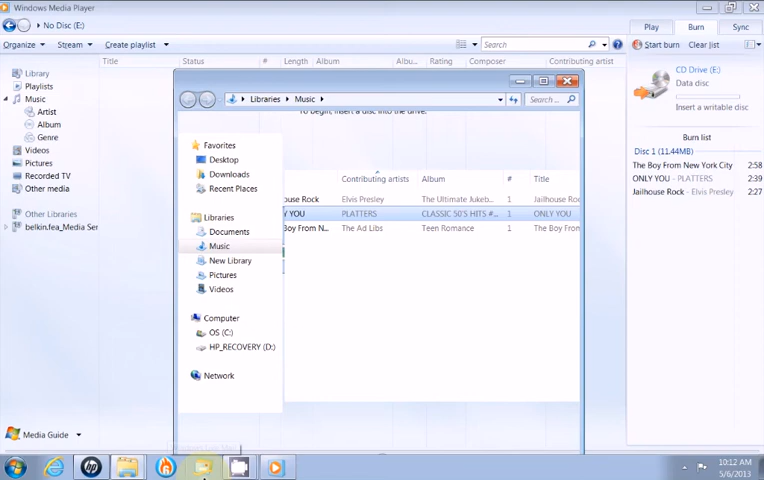 Windows Media Player
No Disc (E:)
Play Burn Sync
Organize Stream Create playlist Search Start burn Clear list
Title Status # Length Album Albu... Rating Composer Contributing artists
Library
Playlists
Music
Artist
Album
Genre
Videos
Pictures
Recorded TV
Other media
Other Libraries
belkin.fea_Media Ser
Libraries Music Search ...
To begin, insert a disc into the drive.
Favorites
Desktop
Downloads
Recent Places
Libraries
Documents
Music
New Library
Pictures
Videos
Computer
OS (C:)
HP_RECOVERY (D:)
Network
Contributing artists Album # Title
ouse Rock Elvis Presley The Ultimate Jukeb... 1 Jailhouse Rock
Y YOU PLATTERS CLASSIC 50'S HITS #... 1 ONLY YOU
Boy From N... The Ad Libs Teen Romance 1 The Boy From
CD Drive (E:)
Data disc
Insert a writable disc
Burn list
Disc 1 (11.44MB)
The Boy From New York City 2:58
ONLY YOU - PLATTERS 2:39
Jailhouse Rock - Elvis Presley 2:27
Media Guide
hp
10:12 AM
5/6/2013